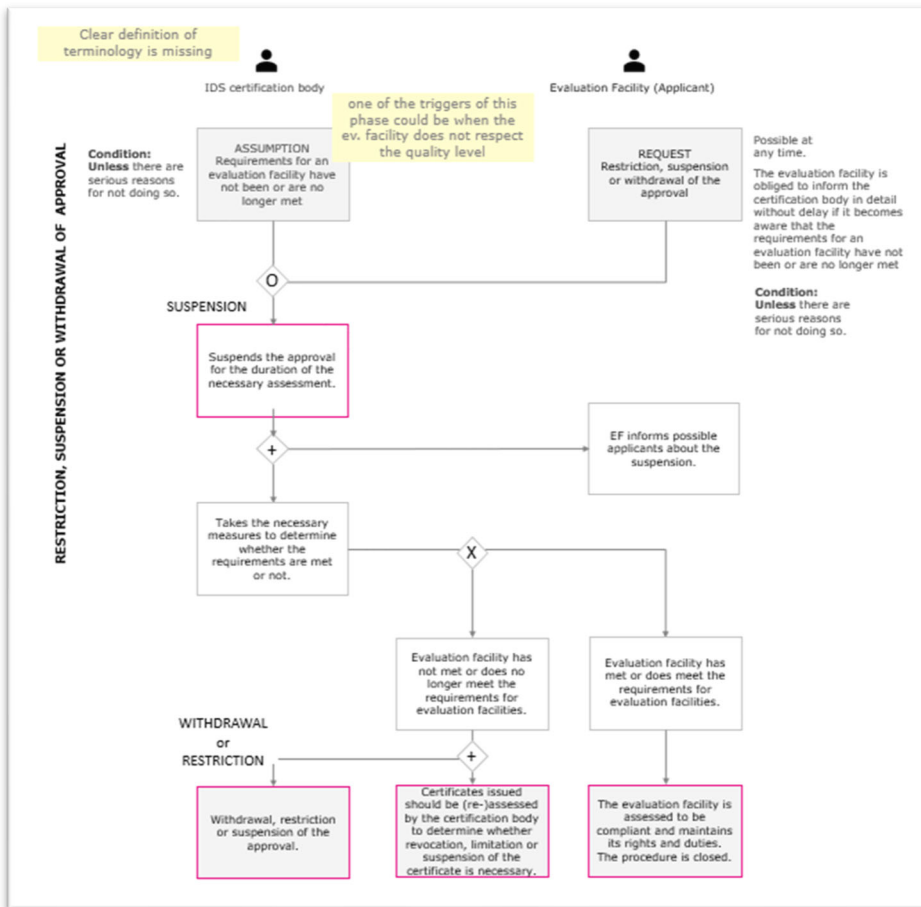 Clear definition of
terminology is missing
IDS certification body
Evaluation Facility (Applicant)
one of the triggers of this
phase could be when the
ev. facility does not respect
the quality level
RESTRICTION, SUSPENSION OR WITHDRAWAL OF APPROVAL
Condition:
Unless there are
serious reasons
for not doing so.
ASSUMPTION
Requirements for an
evaluation facility have
not been or are no
longer met
REQUEST
Restriction, suspension
or withdrawal of the
approval
Possible at
any time.
The evaluation facility is
obliged to inform the
certification body in detail
without delay if it becomes
aware that the
requirements for an
evaluation facility have not
been or are no longer met
Condition:
Unless there are
serious reasons
for not doing so.
O
SUSPENSION
Suspends the approval
for the duration of the
necessary assessment.
+
EF informs possible
applicants about the
suspension.
Takes the necessary
measures to determine
whether the
requirements are met
or not.
X
Evaluation facility has
not met or does no
longer meet the
requirements for
evaluation facilities.
Evaluation facility has
met or does meet the
requirements for
evaluation facilities.
WITHDRAWAL
or
RESTRICTION
+
Withdrawal, restriction
or suspension of the
approval.
Certificates issued
should be (re-)assessed
by the certification body
to determine whether
revocation, limitation or
suspension of the
certificate is necessary.
The evaluation facility is
assessed to be
compliant and maintains
its rights and duties.
The procedure is closed.